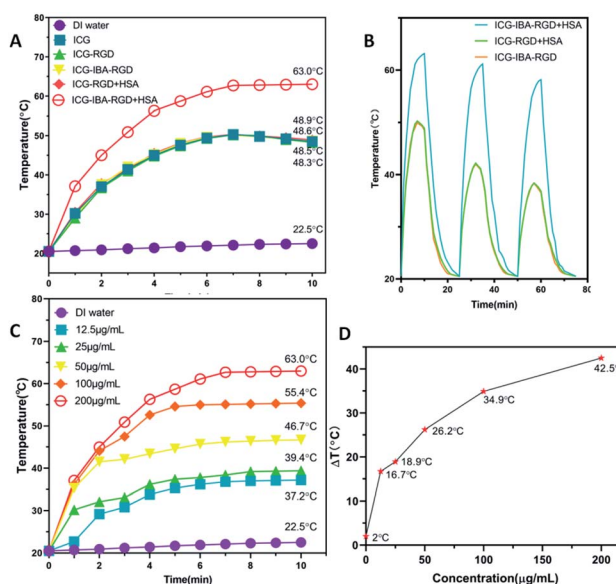 A
DI water
ICG
ICG-RGD
ICG-IBA-RGD
ICG-RGD+HSA
ICG-IBA-RGD+HSA
63.0°C
48.9°C
48.6°C
48.5°C
48.3°C
22.5°C
Temperature(°C)
80
70
60
50
40
30
20
0 2 4 6 8 10
B
ICG-IBA-RGD+HSA
ICG-RGD+HSA
ICG-IBA-RGD
Temperature(°C)
60
40
20
0 20 40 60 80
Time(min)
C
DI water
12.5μg/mL
25μg/mL
50μg/mL
100μg/mL
200μg/mL
63.0°C
55.4°C
46.7°C
39.4°C
37.2°C
22.5°C
Temperature(°C)
80
70
60
50
40
30
20
0 2 4 6 8 10
Time(min)
D
ΔT(°C)
40
30
20
10
0
2°C
16.7°C
18.9°C
26.2°C
34.9°C
42.5°
0 50 100 150 200
Concentration(μg/mL)